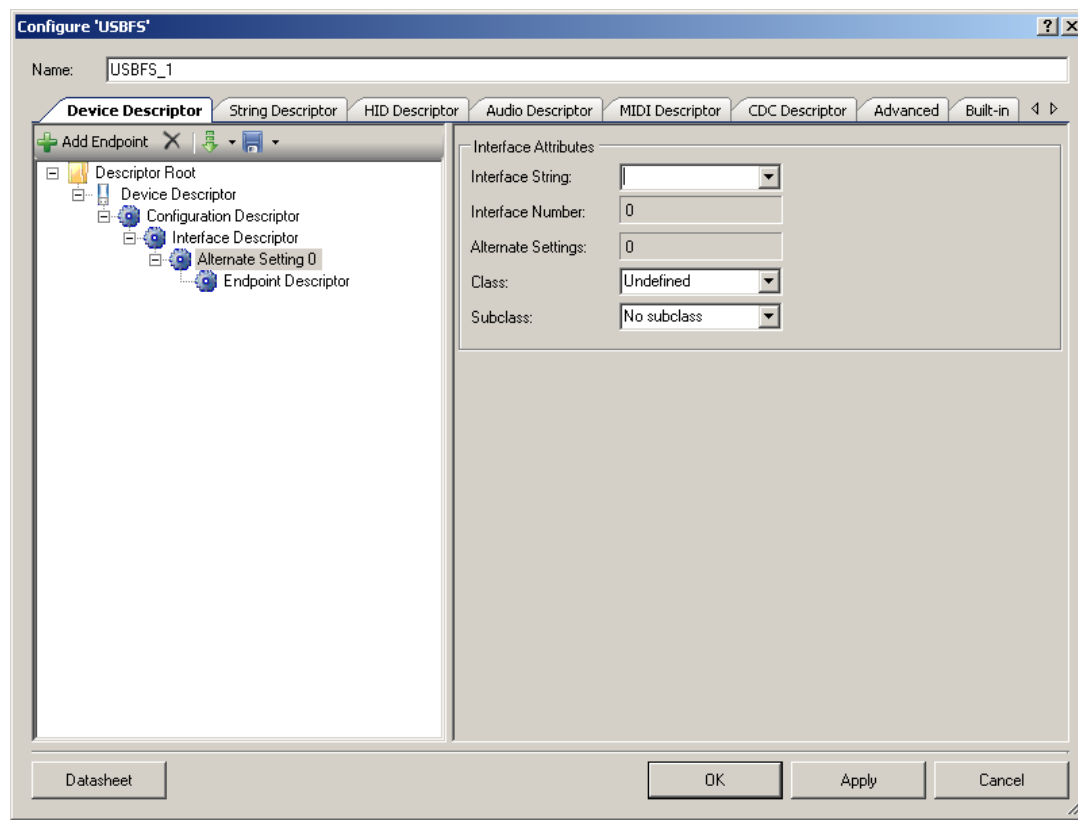 Configure 'USBFS'
Name: USBFS_1
Device Descriptor String Descriptor HID Descriptor Audio Descriptor MIDI Descriptor CDC Descriptor Advanced Built-in
Add Endpoint
Descriptor Root
Device Descriptor
Configuration Descriptor
Interface Descriptor
Alternate Setting 0
Endpoint Descriptor
Interface Attributes
Interface String:
Interface Number: 0
Alternate Settings: 0
Class: Undefined
Subclass: No subclass
Datasheet OK Apply Cancel